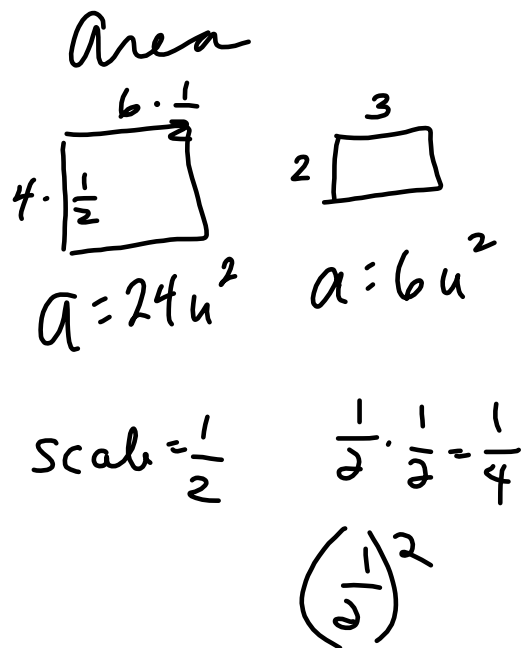 area
6 · 1/2
3
4 · 1/2
2
a = 24u²
a = 6u²
scale = 1/2
1/2 · 1/2 = 1/4
(1/2)²